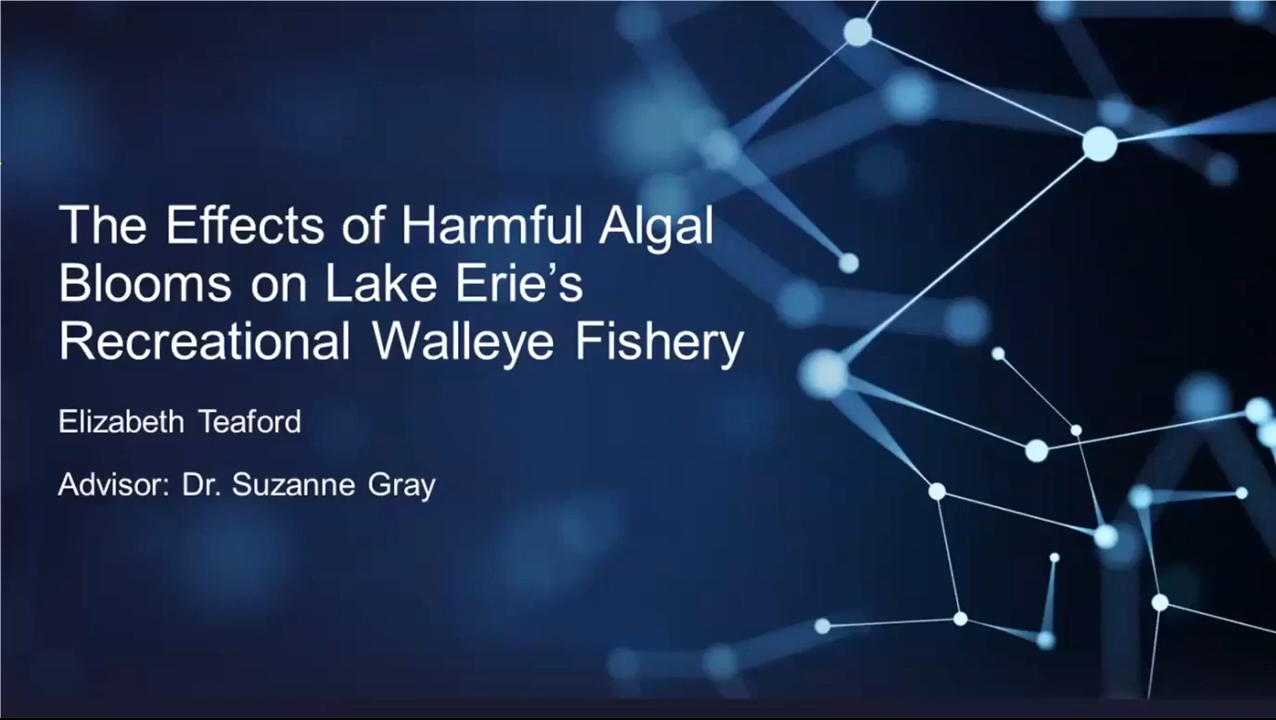 The Effects of Harmful Algal
Blooms on Lake Erie’s
Recreational Walleye Fishery
Elizabeth Teaford
Advisor: Dr. Suzanne Gray